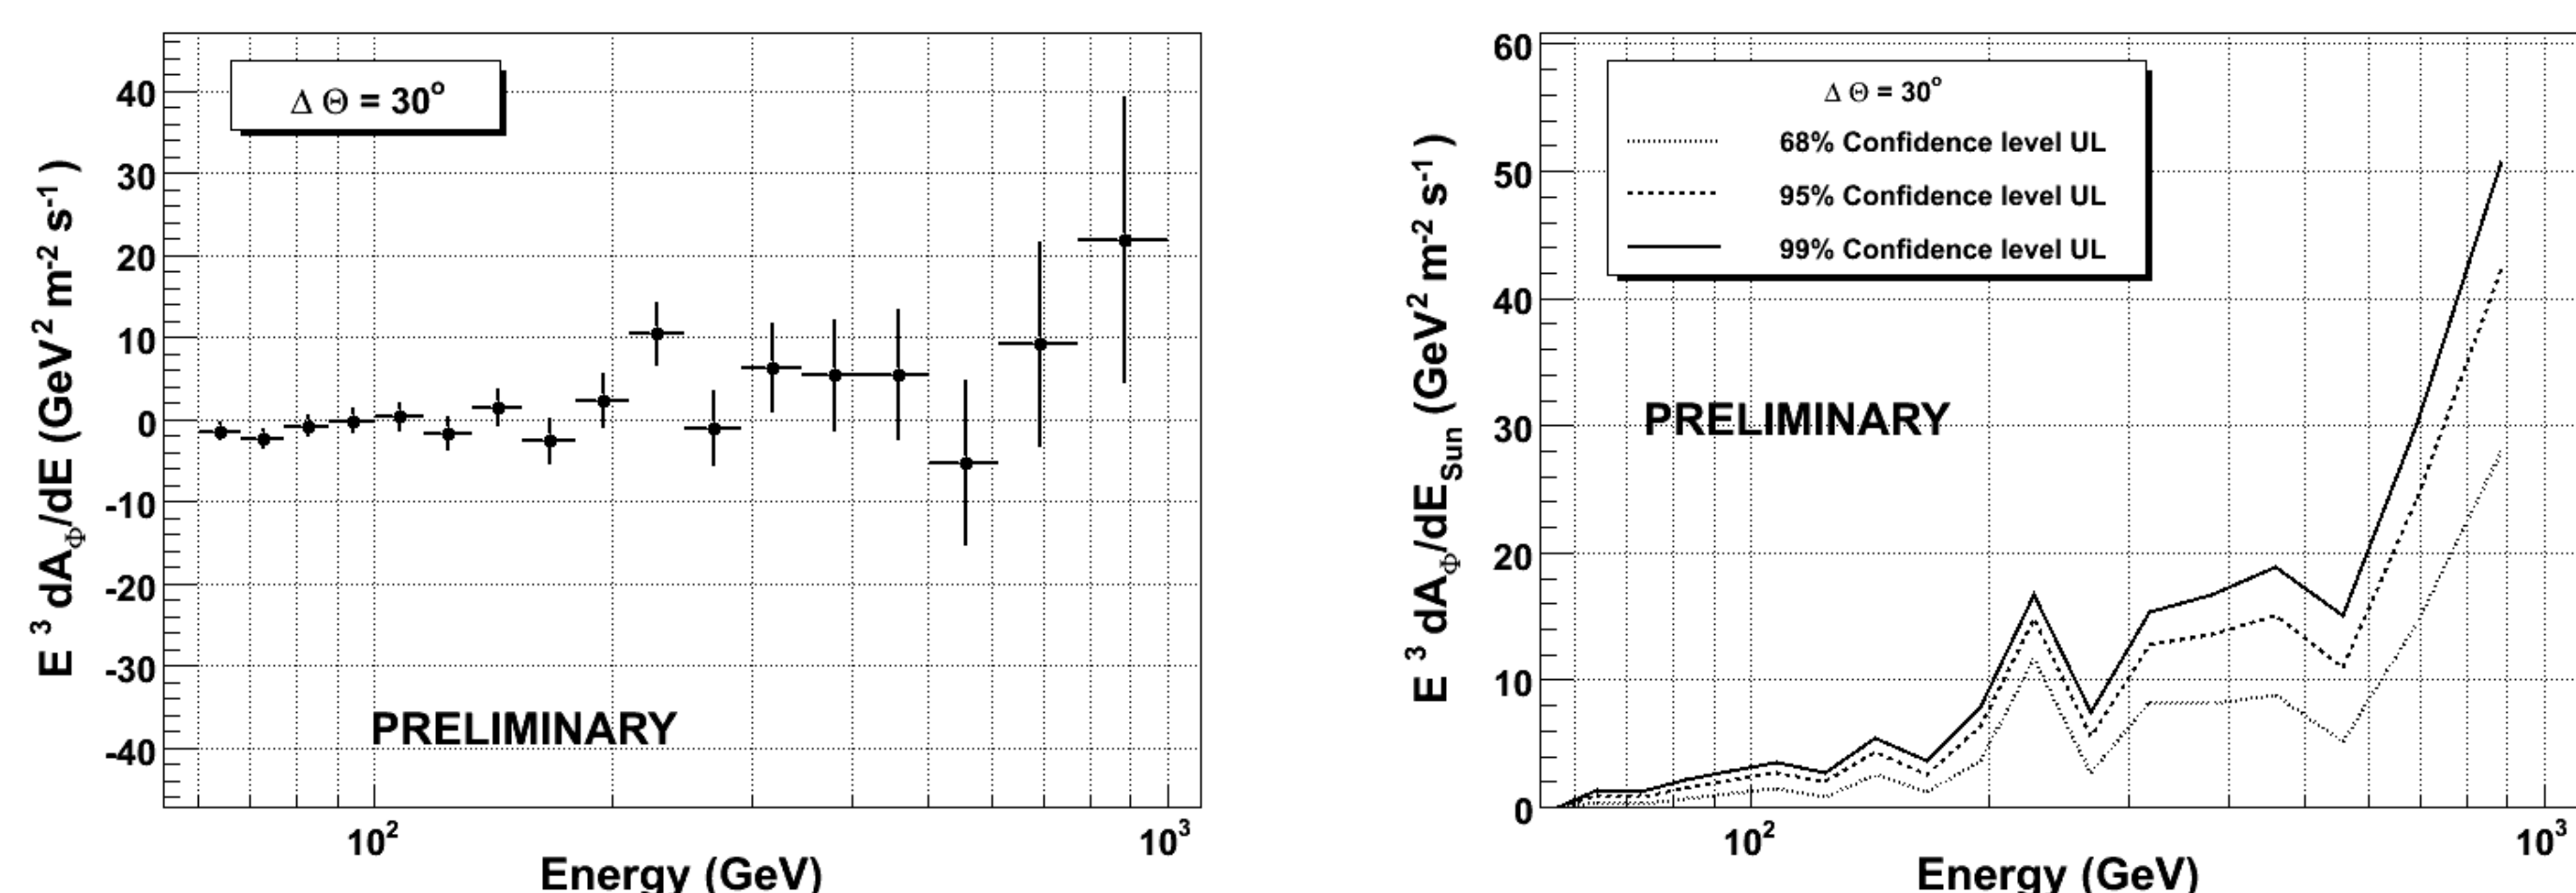 Δ Θ = 30°
40
30
20
10
0
-10
-20
-30
-40
E ³ dA_Φ/dE (GeV² m⁻² s⁻¹ )
PRELIMINARY
10²
10³
Energy (GeV)
60
50
40
30
20
10
0
E ³ dA_Φ/dE_Sun (GeV² m⁻² s⁻¹ )
Δ Θ = 30°
68% Confidence level UL
95% Confidence level UL
99% Confidence level UL
PRELIMINARY
10²
10³
Energy (GeV)